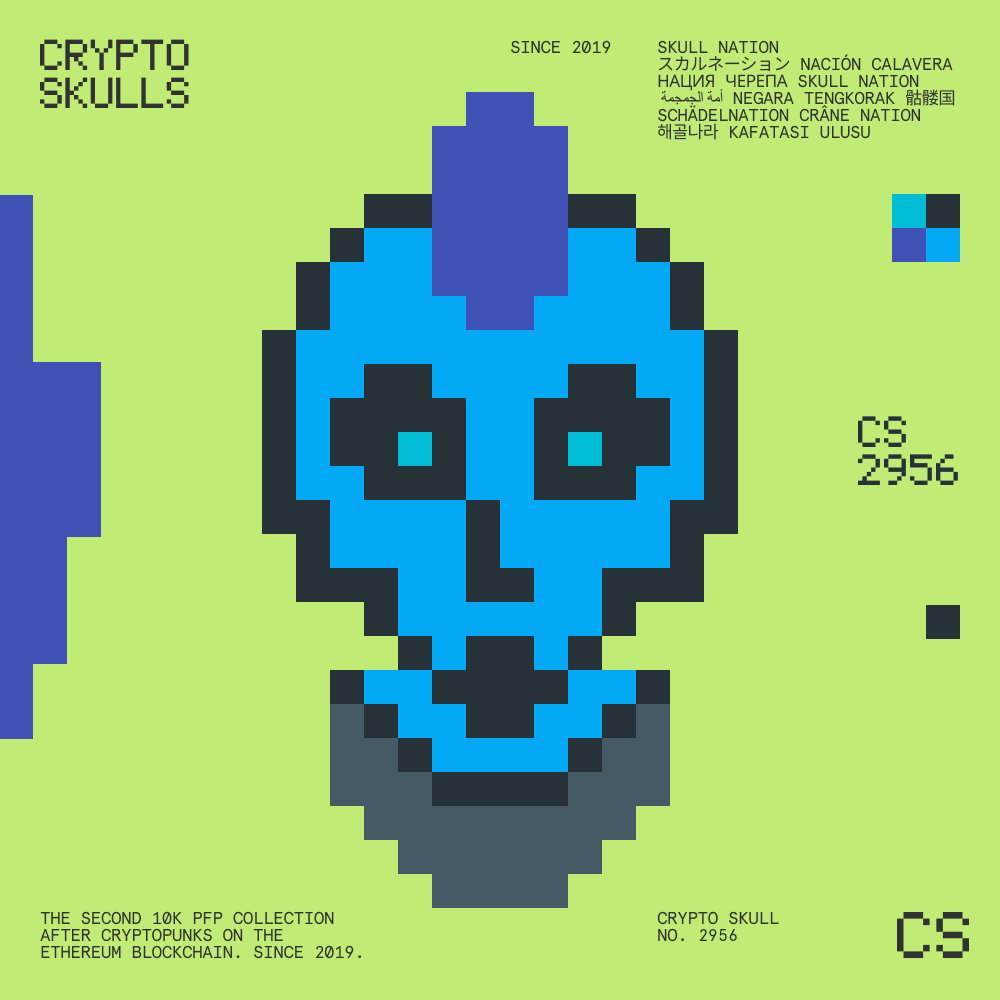 CRYPTO
SKULLS
SINCE 2019
SKULL NATION
スカルネーション NACIÓN CALAVERA
НАЦИЯ ЧЕРЕПА SKULL NATION
أمة الجمجمة NEGARA TENGKORAK 骷髅国
SCHÄDELNATION CRÂNE NATION
해골나라 KAFATASI ULUSU
CS
2956
THE SECOND 10K PFP COLLECTION
AFTER CRYPTOPUNKS ON THE
ETHEREUM BLOCKCHAIN. SINCE 2019.
CRYPTO SKULL
NO. 2956
CS